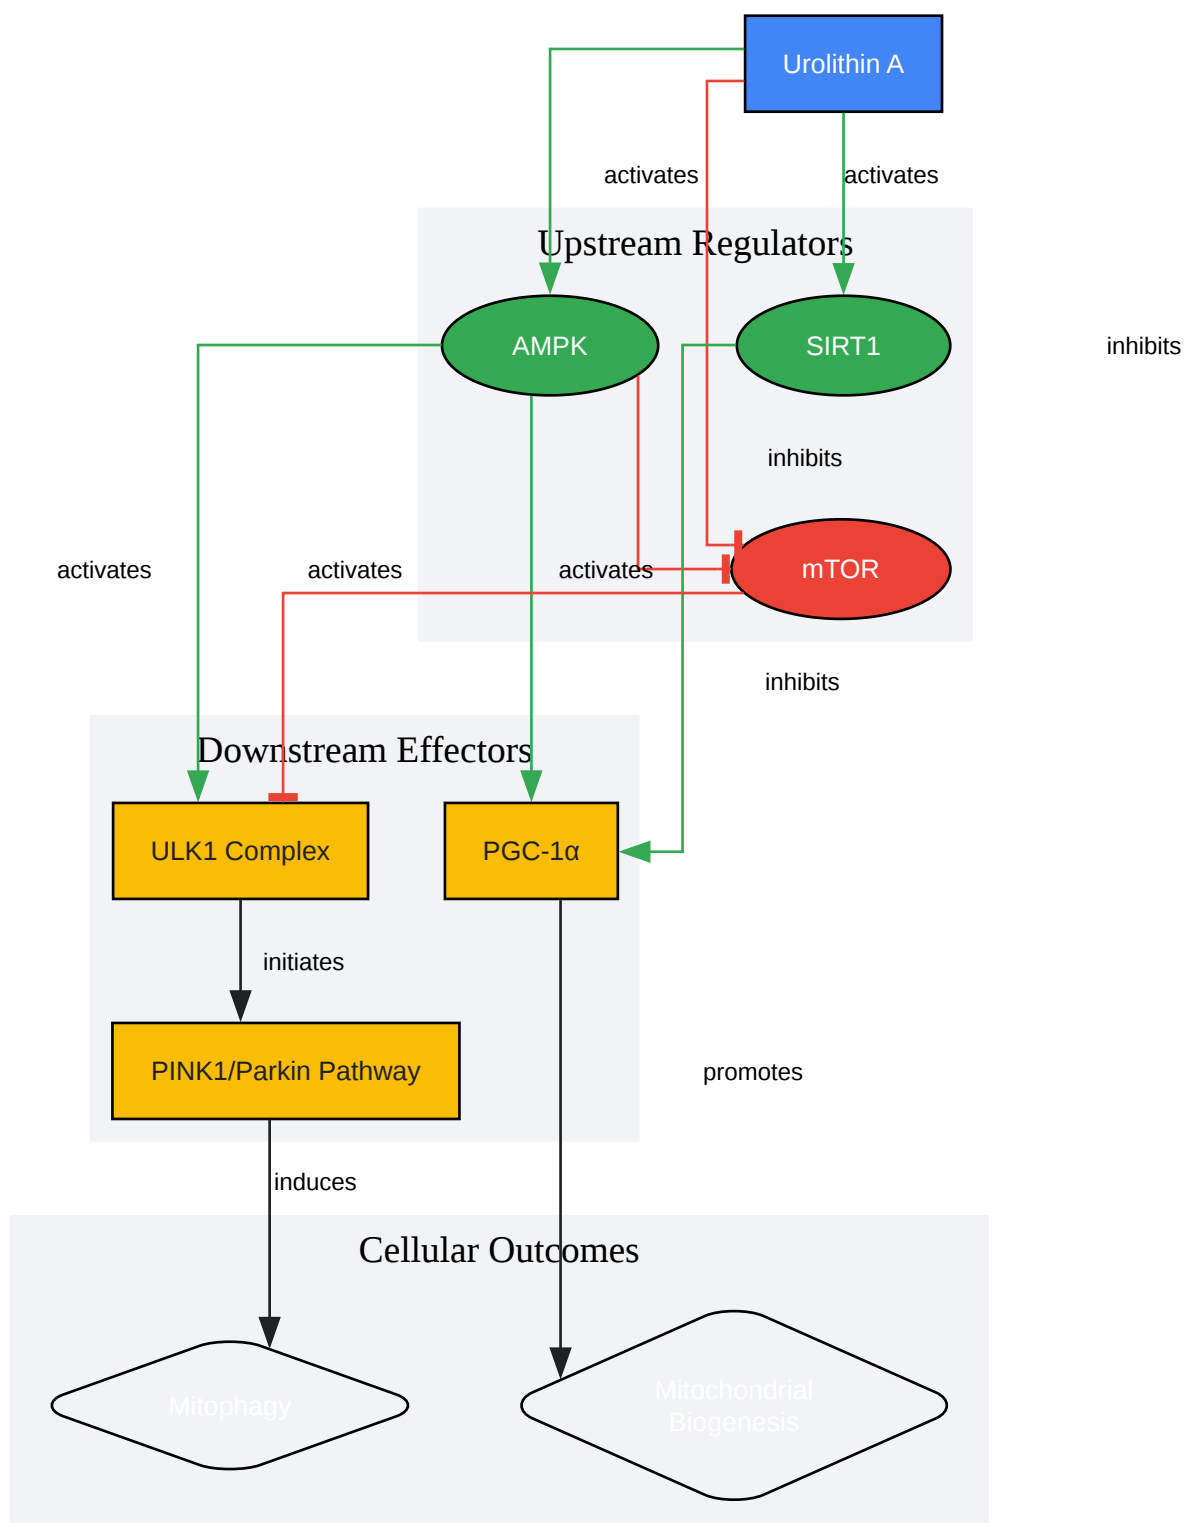 Urolithin A
activates
activates
Upstream Regulators
AMPK
SIRT1
inhibits
inhibits
activates
activates
activates
mTOR
inhibits
Downstream Effectors
ULK1 Complex
PGC-1α
initiates
PINK1/Parkin Pathway
promotes
induces
Cellular Outcomes
Mitophagy
Mitochondrial
Biogenesis